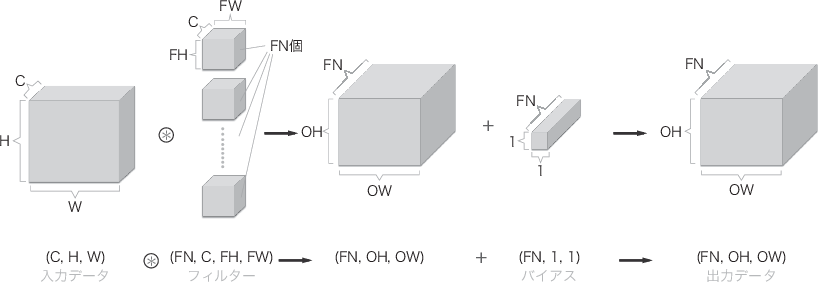 FW
C
FH
FN個
C
H
W
FN
OH
OW
+
FN
1
1
FN
OH
OW
(C, H, W) ⊛ (FN, C, FH, FW) → (FN, OH, OW) + (FN, 1, 1) → (FN, OH, OW)
入力データ フィルター バイアス 出力データ